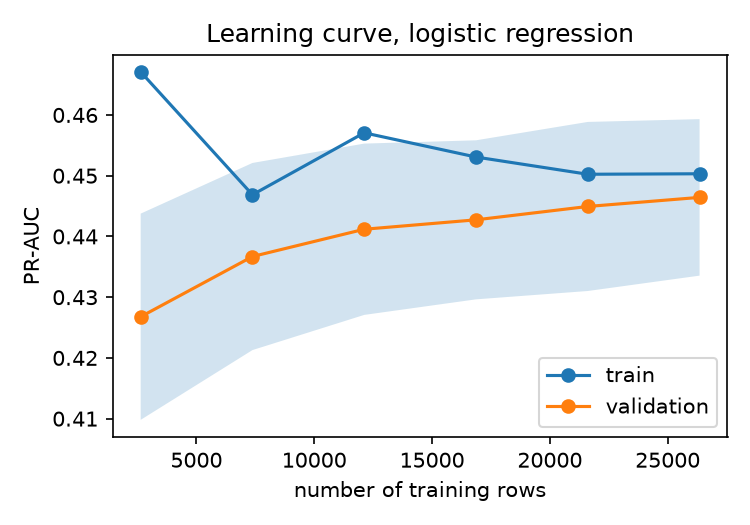 Learning curve, logistic regression
PR-AUC
0.46
0.45
0.44
0.43
0.42
0.41
train
validation
5000 10000 15000 20000 25000
number of training rows